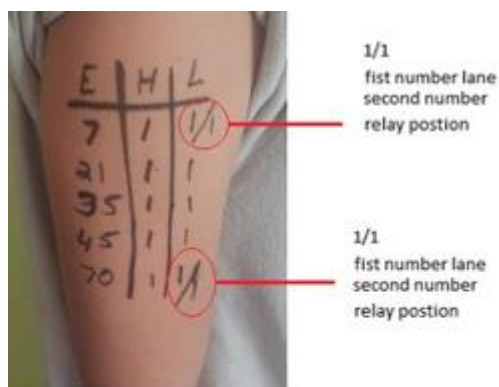 E H L
7 1 1/1
21 1 1
35 1 1
45 1 1
70 1 1/1
1/1
fist number lane
second number
relay postion
1/1
fist number lane
second number
relay postion